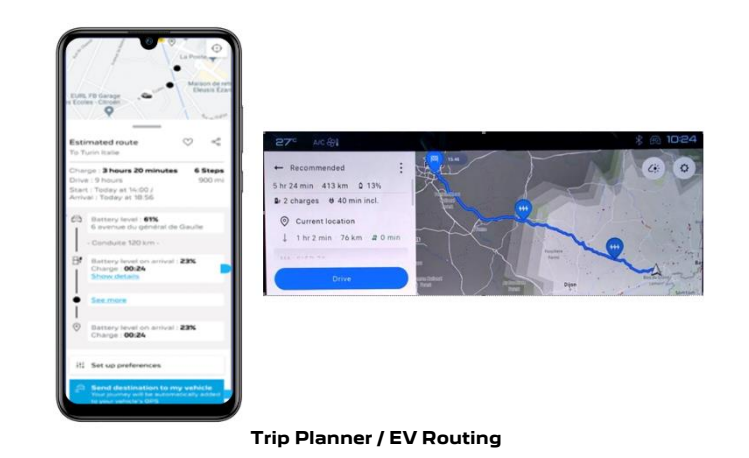 La Poste
Maison de
EURL FB Garage
Ecoles - Citroën
Estimated route
To Turin Italie
Charge : 3 hours 20 minutes 6 Steps
Drive : 9 hours 900 mi
Start : Today at 14:00 /
Arrival : Today at 18:56
Battery level : 61%
6 avenue du général de Gaulle
- Conduite 120 km -
Battery level on arrival : 23%
Charge : 00:24
Show details
See more
Battery level on arrival : 23%
Charge : 00:24
Set up preferences
Send destination to my vehicle
Your journey will be automatically added
to your vehicle's GPS
27°C A/C 10:24
← Recommended
5 hr 24 min 413 km 13%
2 charges 40 min incl.
Current location
↓ 1 hr 2 min 76 km 0 min
Drive
Dijon
Trip Planner / EV Routing